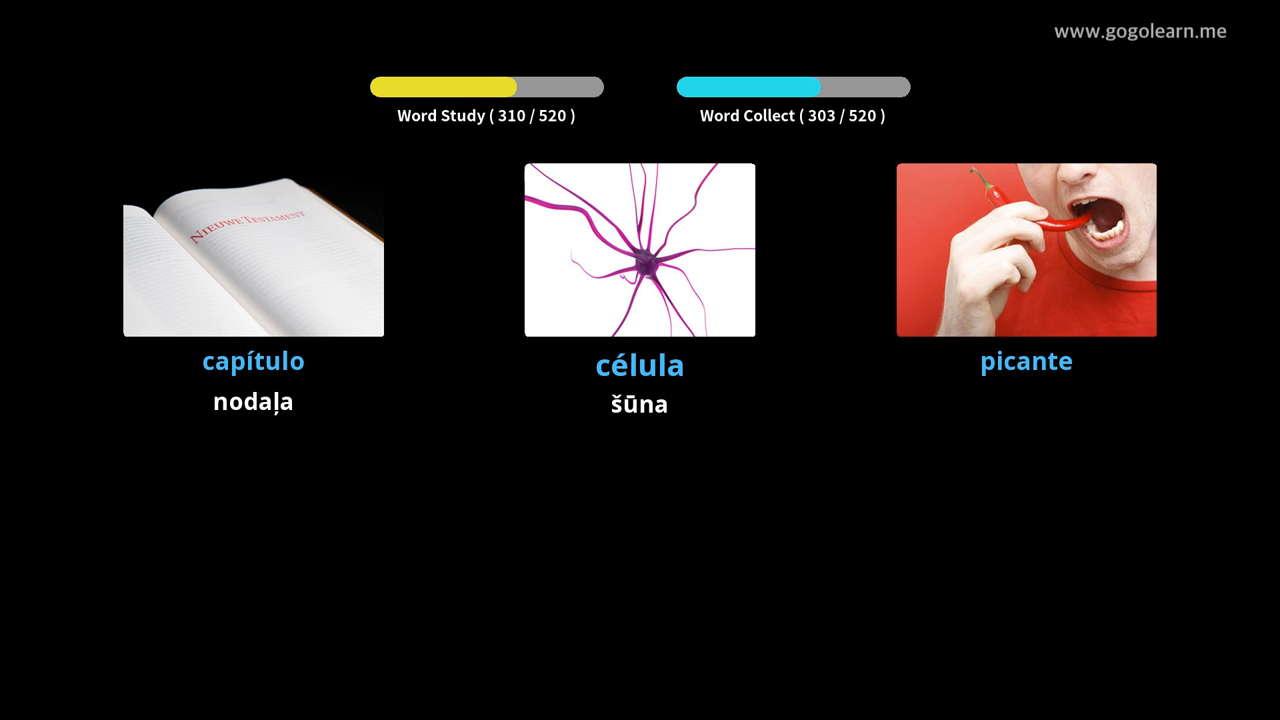 www.gogolearn.me
Word Study ( 310 / 520 )
Word Collect ( 303 / 520 )
NIEUWE TESTAMENT
capítulo
nodaļa
célula
šūna
picante